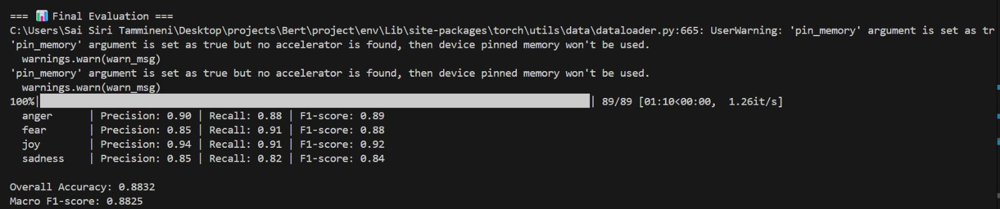 === 📊 Final Evaluation ===
C:\Users\Sai Siri Tammineni\Desktop\projects\Bert\project\env\Lib\site-packages\torch\utils\data\dataloader.py:665: UserWarning: 'pin_memory' argument is set as tr
'pin_memory' argument is set as true but no accelerator is found, then device pinned memory won't be used.
  warnings.warn(warn_msg)
'pin_memory' argument is set as true but no accelerator is found, then device pinned memory won't be used.
  warnings.warn(warn_msg)
100%|                    | 89/89 [01:10<00:00,  1.26it/s]
  anger      | Precision: 0.90 | Recall: 0.88 | F1-score: 0.89
  fear       | Precision: 0.85 | Recall: 0.91 | F1-score: 0.88
  joy        | Precision: 0.94 | Recall: 0.91 | F1-score: 0.92
  sadness    | Precision: 0.85 | Recall: 0.82 | F1-score: 0.84
Overall Accuracy: 0.8832
Macro F1-score: 0.8825